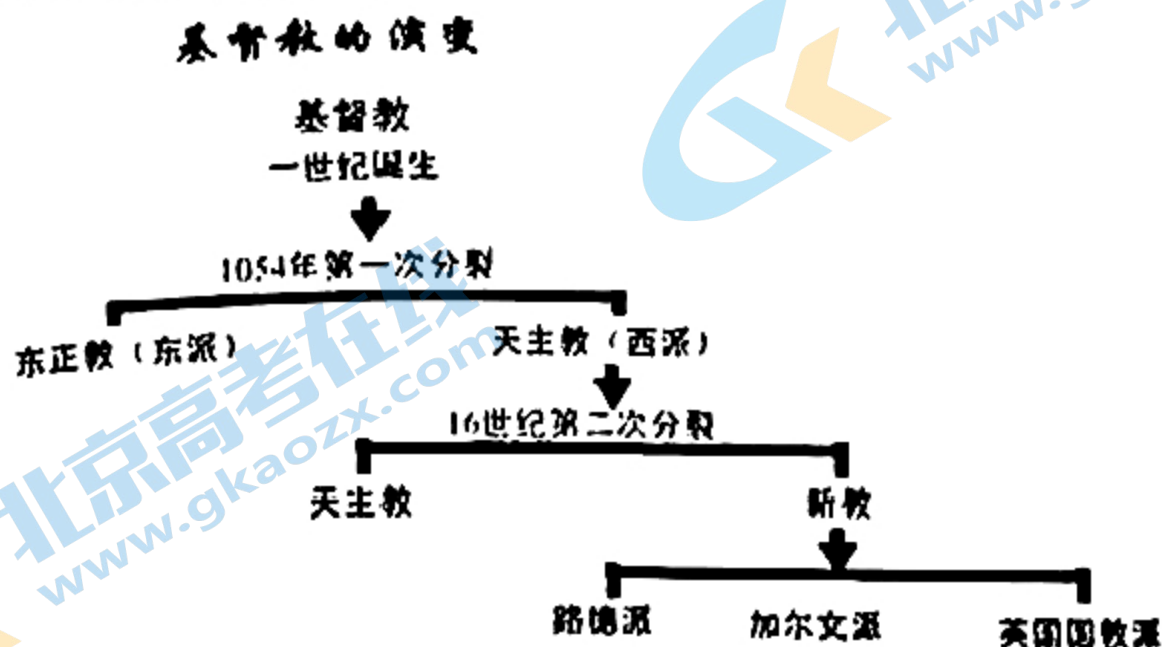 基督教的演变
基督教
一世纪诞生
1054年第一次分裂
东正教（东派）
天主教（西派）
16世纪第二次分裂
天主教
新教
路德派
加尔文派
英国国教派
北京高考在线
www.gkaozx.com